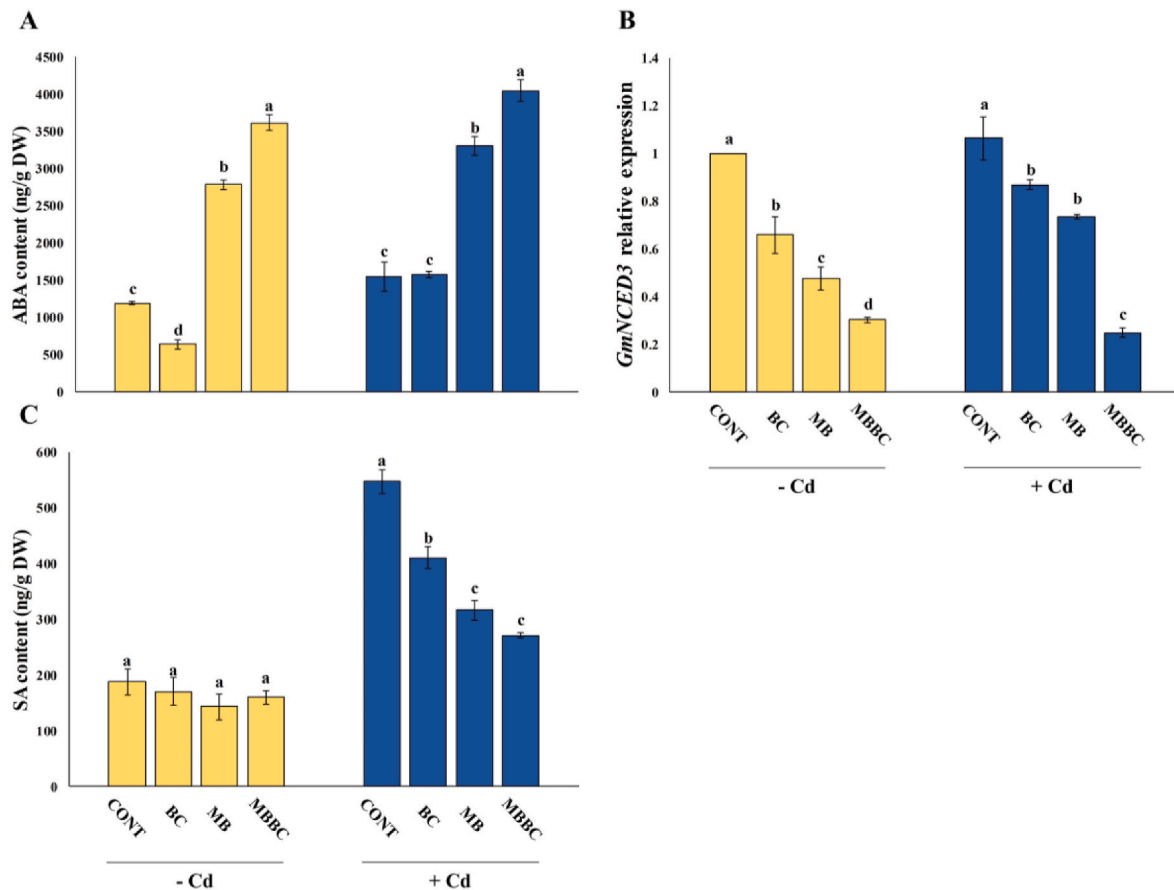 A
ABA content (ng/g DW)
4500
4000
3500
3000
2500
2000
1500
1000
500
0
c
d
b
a
c
c
b
a
B
GmNCED3 relative expression
1.4
1.2
1
0.8
0.6
0.4
0.2
0
a
b
c
d
a
b
b
c
CONT
BC
MB
MBBC
CONT
BC
MB
MBBC
- Cd
+ Cd
C
SA content (ng/g DW)
600
500
400
300
200
100
0
a
a
a
a
a
b
c
c
CONT
BC
MB
MBBC
CONT
BC
MB
MBBC
- Cd
+ Cd